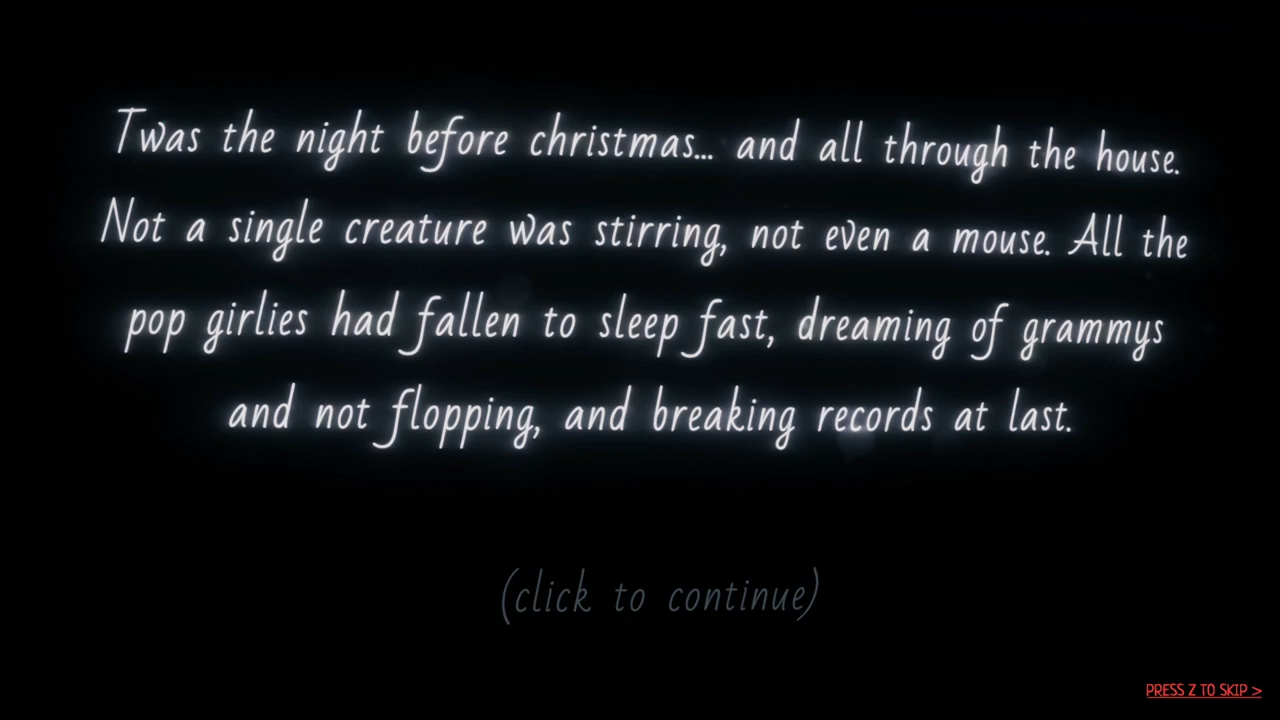 Twas the night before christmas... and all through the house.
Not a single creature was stirring, not even a mouse. All the
pop girlies had fallen to sleep fast, dreaming of grammys
and not flopping, and breaking records at last.
(click to continue)
PRESS Z TO SKIP >